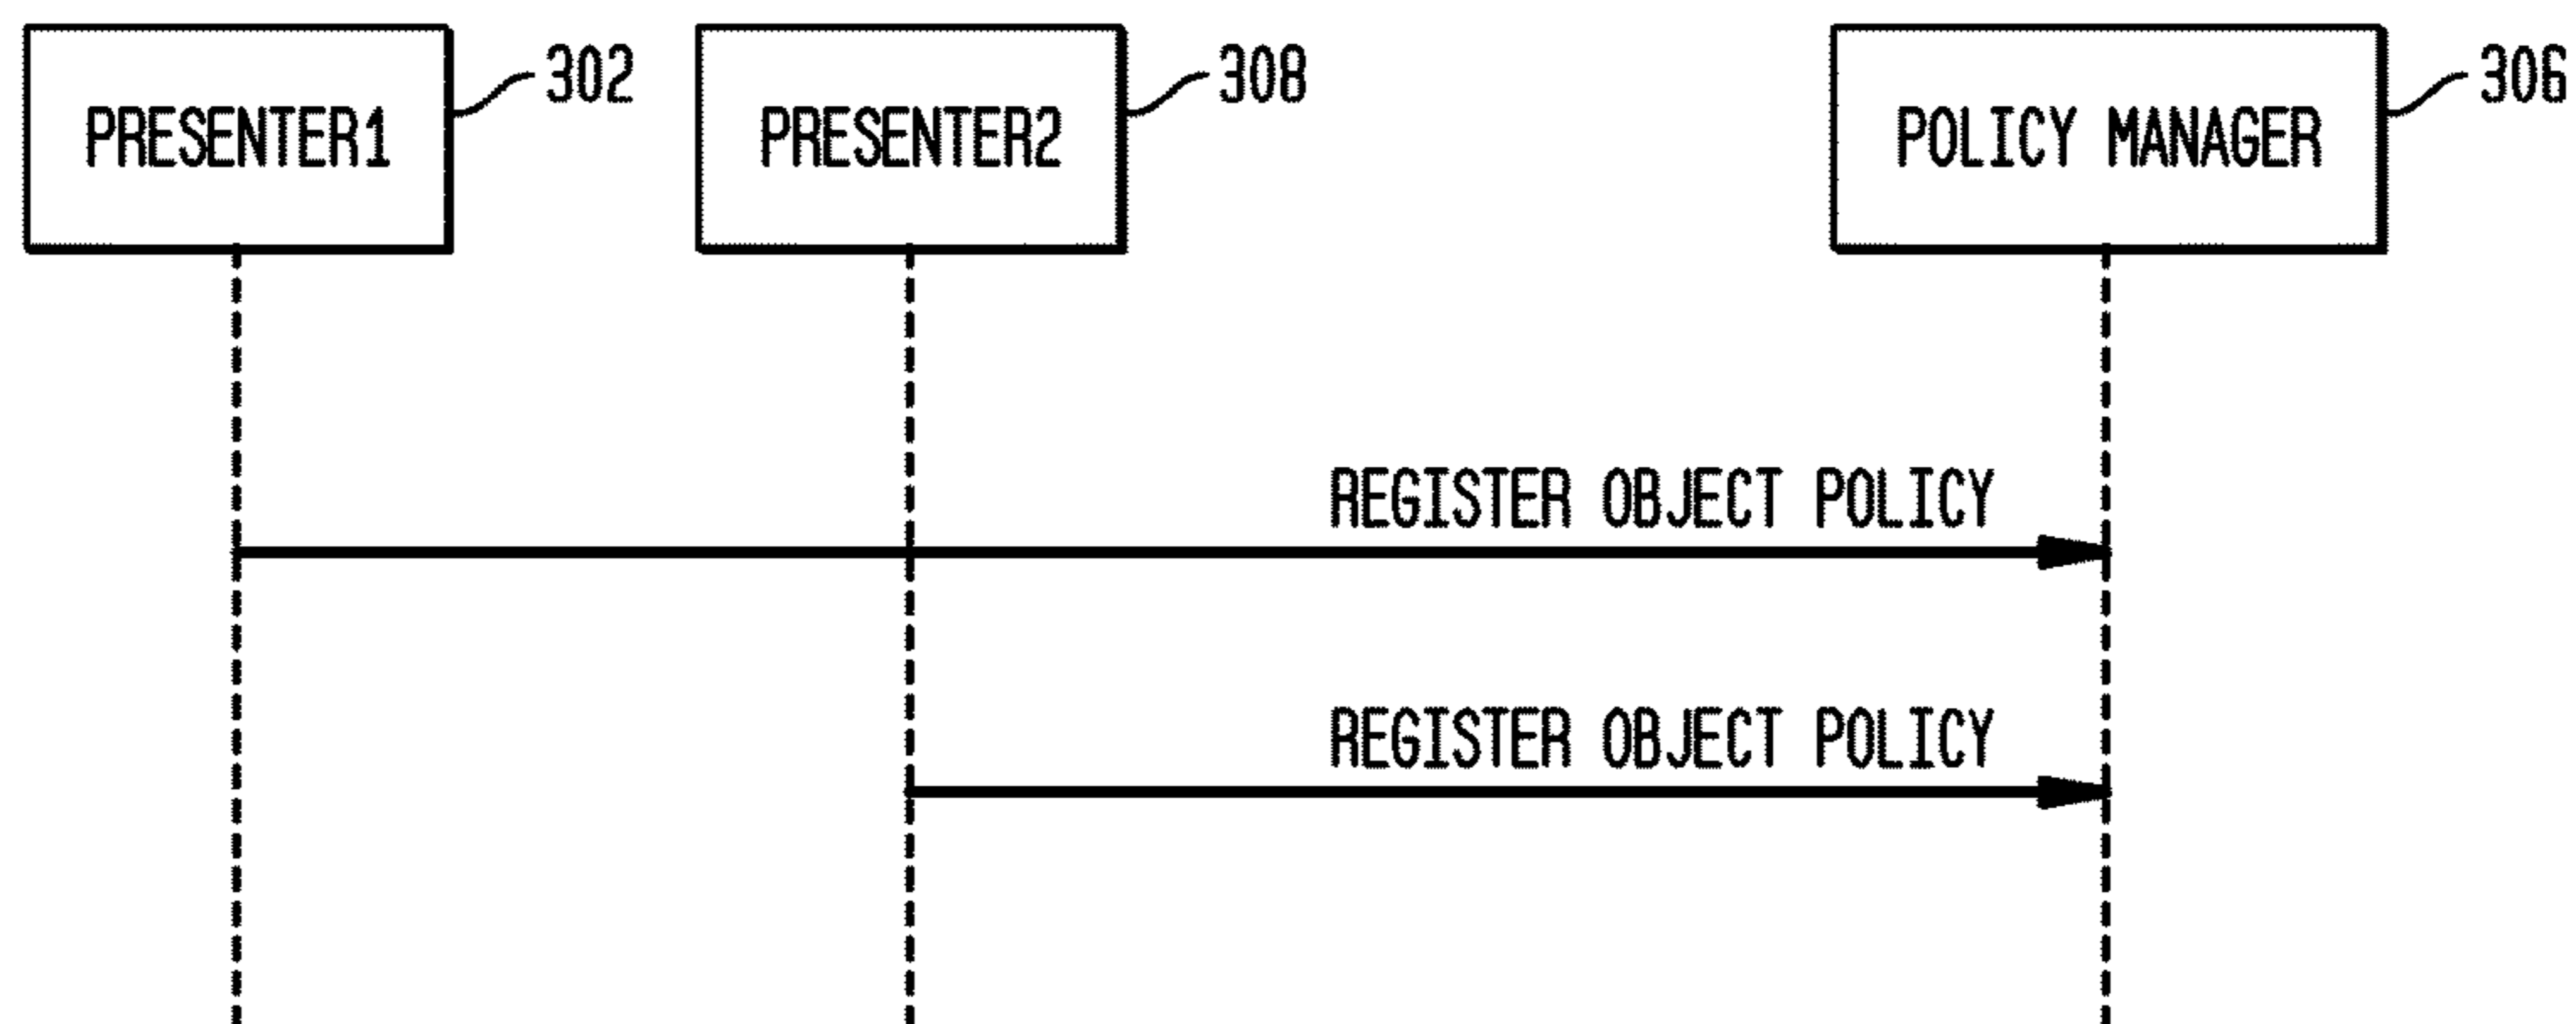 302
308
306
PRESENTER1
PRESENTER2
POLICY MANAGER
REGISTER OBJECT POLICY
REGISTER OBJECT POLICY